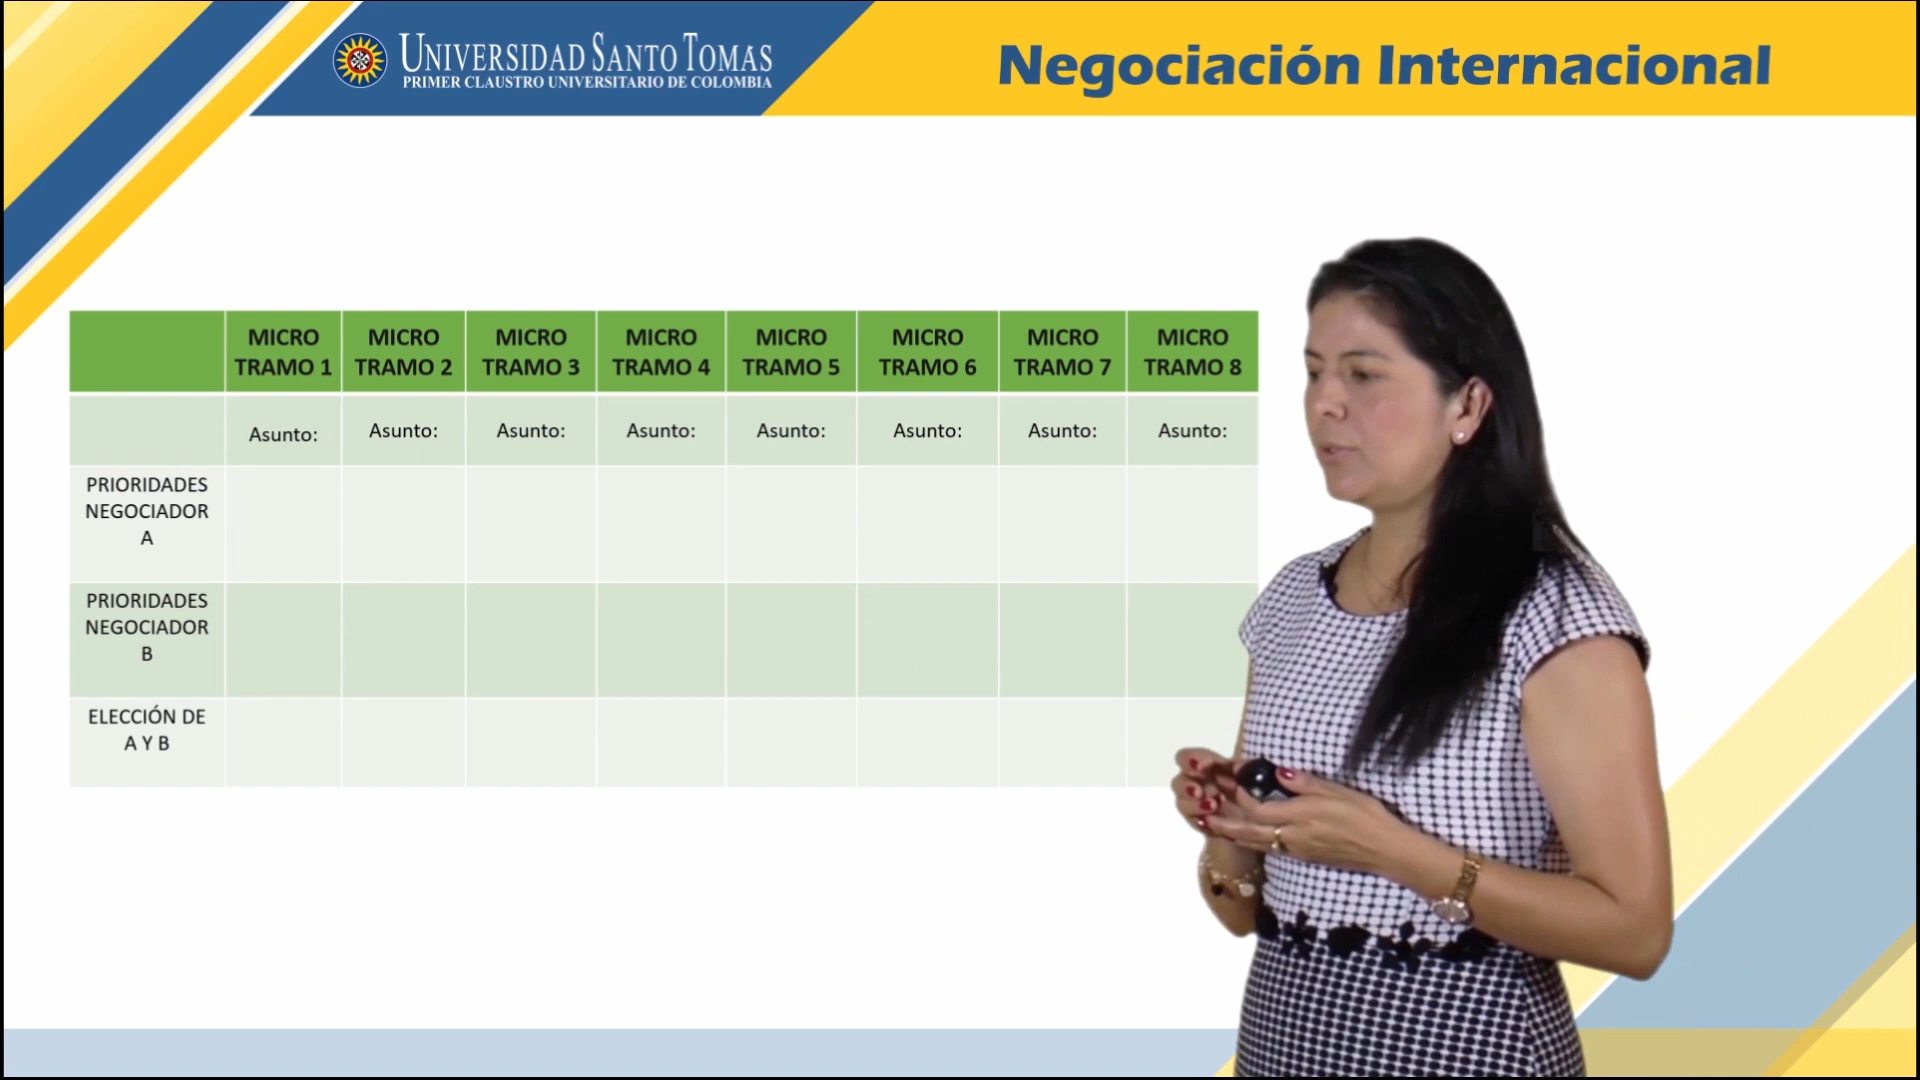 UNIVERSIDAD SANTO TOMAS
PRIMER CLAUSTRO UNIVERSITARIO DE COLOMBIA
Negociación Internacional
MICRO TRAMO 1
MICRO TRAMO 2
MICRO TRAMO 3
MICRO TRAMO 4
MICRO TRAMO 5
MICRO TRAMO 6
MICRO TRAMO 7
MICRO TRAMO 8
Asunto:
Asunto:
Asunto:
Asunto:
Asunto:
Asunto:
Asunto:
Asunto:
PRIORIDADES
NEGOCIADOR
A
PRIORIDADES
NEGOCIADOR
B
ELECCIÓN DE
A Y B